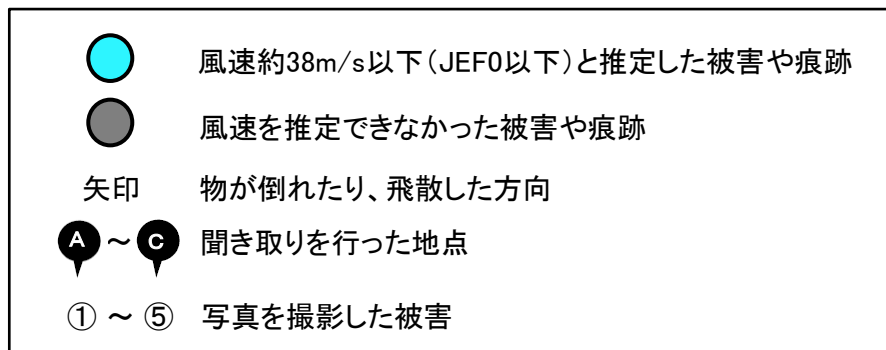 風速約38m/s以下(JEF0以下)と推定した被害や痕跡
風速を推定できなかった被害や痕跡
矢印 物が倒れたり、飛散した方向
A ～ C 聞き取りを行った地点
① ～ ⑤ 写真を撮影した被害